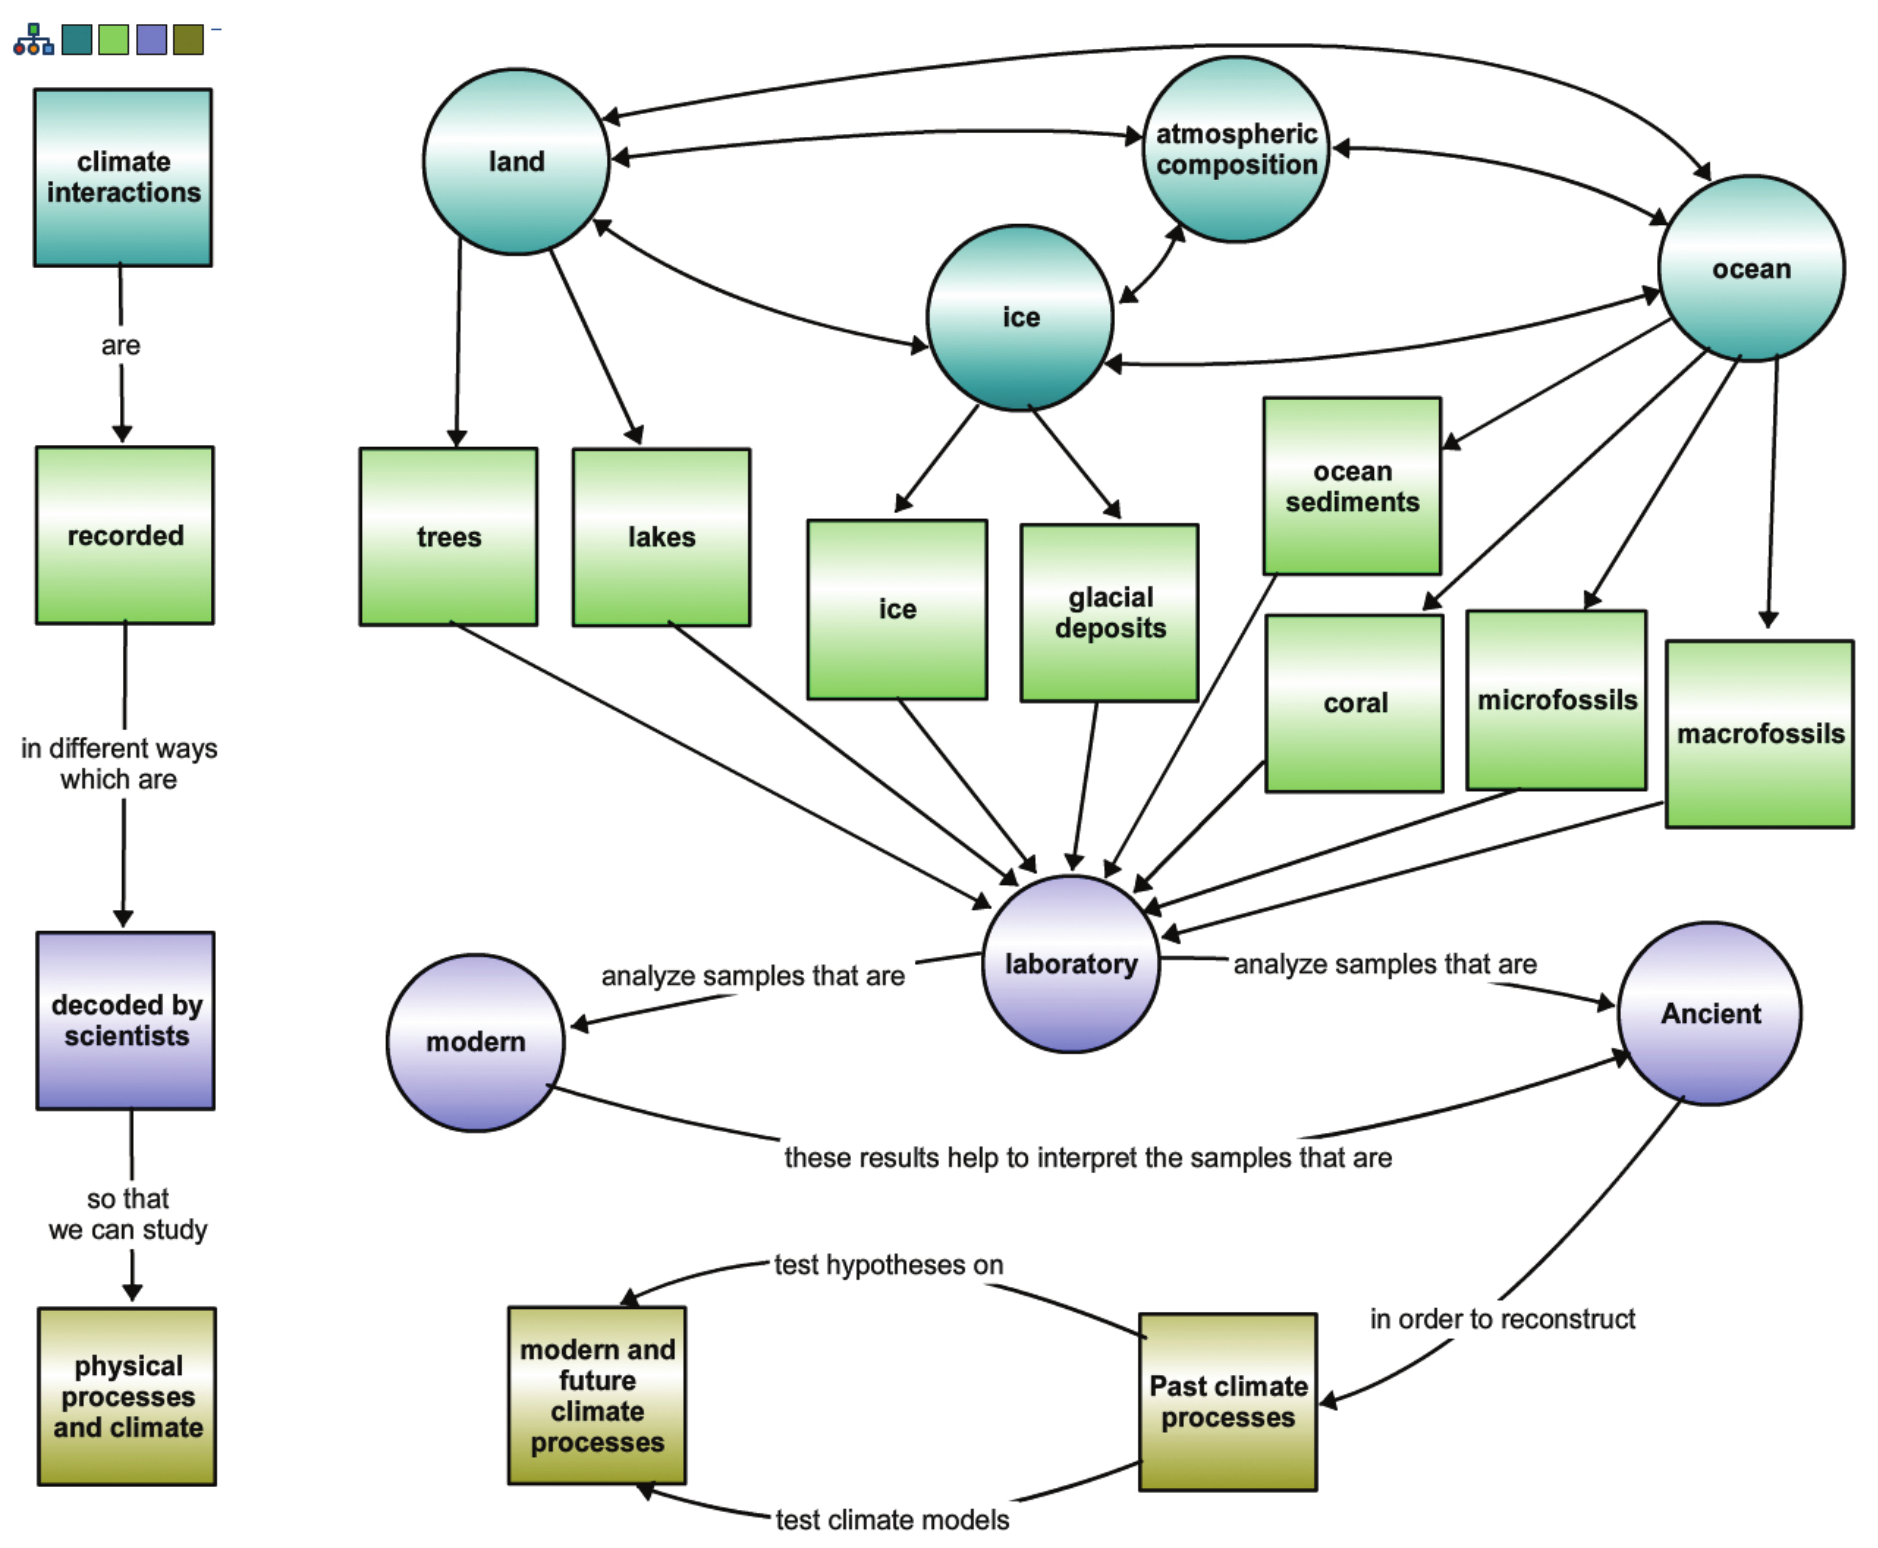 climate
interactions
are
recorded
in different ways
which are
decoded by
scientists
so that
we can study
physical
processes
and climate
land
atmospheric
composition
ocean
ice
trees
lakes
ice
glacial
deposits
ocean
sediments
coral
microfossils
macrofossils
laboratory
analyze samples that are
analyze samples that are
modern
Ancient
these results help to interpret the samples that are
in order to reconstruct
Past climate
processes
test hypotheses on
test climate models
modern and
future
climate
processes